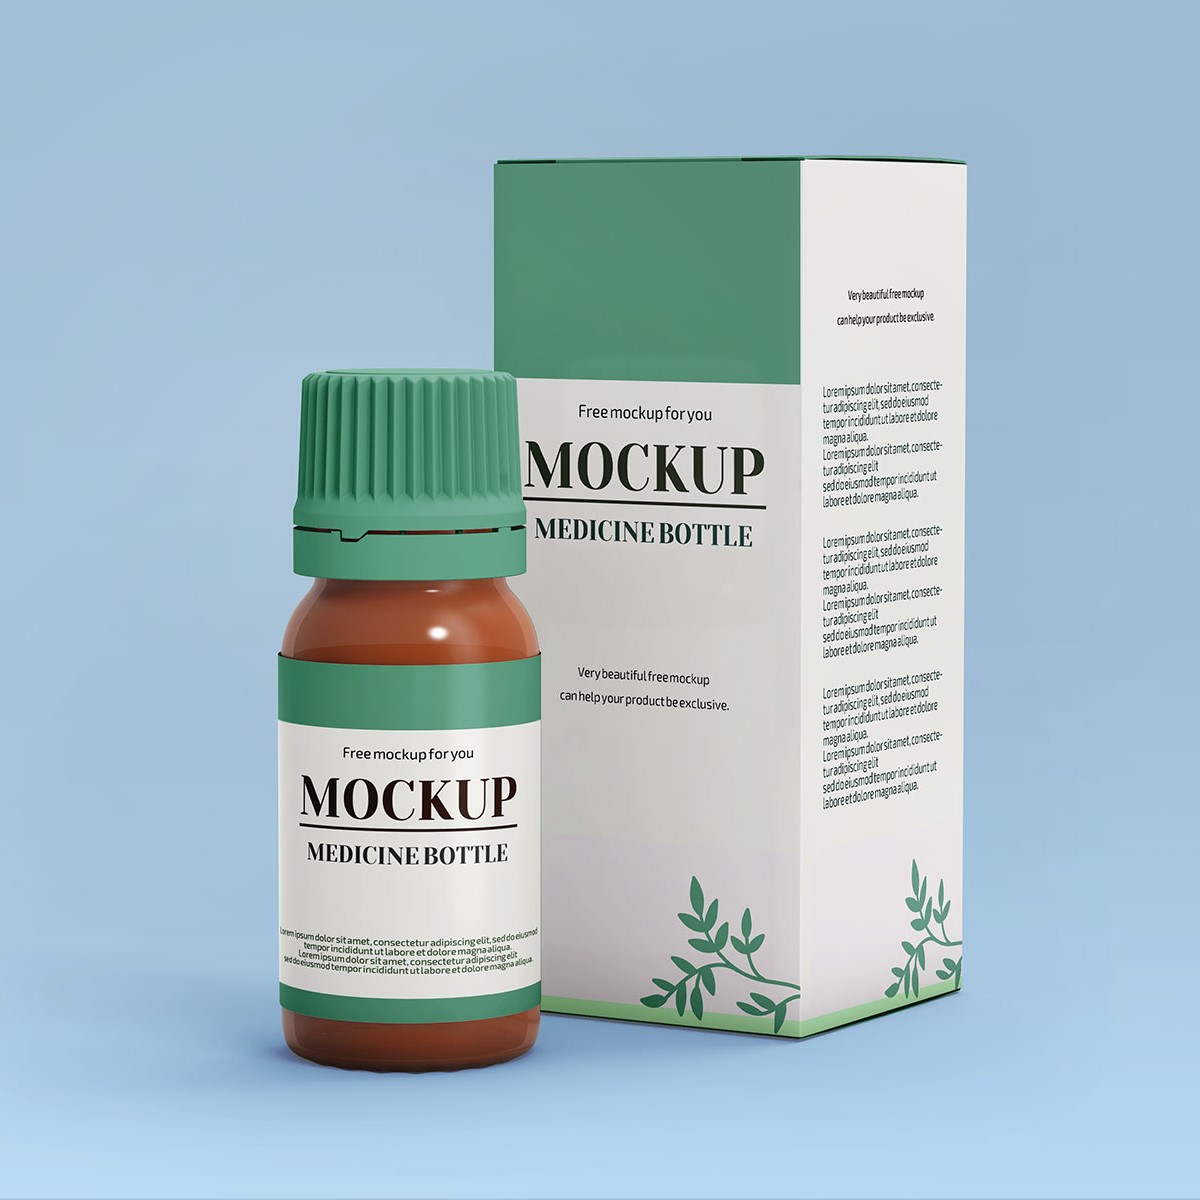 Free mockup for you
MOCKUP
MEDICINE BOTTLE
Very beautiful free mockup
can help your product be exclusive.
Very beautiful free mockup
can help your product be exclusive.
Lorem ipsum dolor sit amet, consecte-
tur adipiscing elit, sed do eiusmod
tempor incididunt ut labore et dolore
magna aliqua.
Lorem ipsum dolor sit amet, consecte-
tur adipiscing elit
sed do eiusmod tempor incididunt ut
labore et dolore magna aliqua.
Lorem ipsum dolor sit amet, consecte-
tur adipiscing elit, sed do eiusmod
tempor incididunt ut labore et dolore
magna aliqua.
Lorem ipsum dolor sit amet, consecte-
tur adipiscing elit
sed do eiusmod tempor incididunt ut
labore et dolore magna aliqua.
Lorem ipsum dolor sit amet, consecte-
tur adipiscing elit, sed do eiusmod
tempor incididunt ut labore et dolore
magna aliqua.
Lorem ipsum dolor sit amet, consecte-
tur adipiscing elit
sed do eiusmod tempor incididunt ut
labore et dolore magna aliqua.
Free mockup for you
MOCKUP
MEDICINE BOTTLE
Lorem ipsum dolor sit amet, consectetur adipiscing elit, sed do eiusmod
tempor incididunt ut labore et dolore magna aliqua.
Lorem ipsum dolor sit amet, consectetur adipiscing elit
sed do eiusmod tempor incididunt ut labore et dolore magna aliqua.